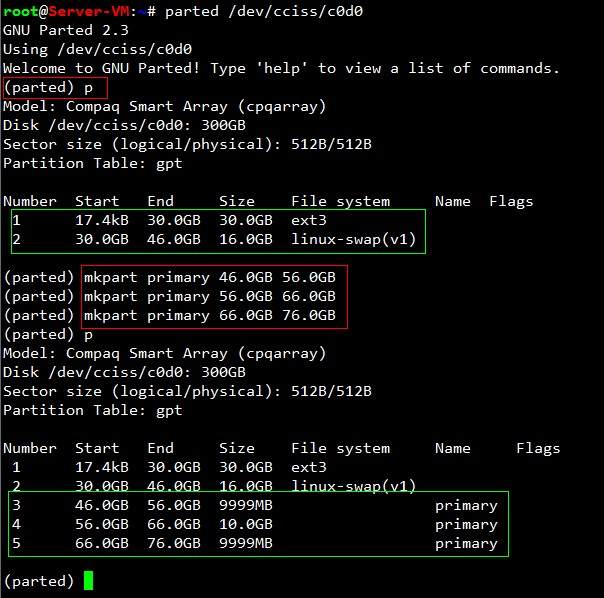 root@Server-VM:~# parted /dev/cciss/c0d0
GNU Parted 2.3
Using /dev/cciss/c0d0
Welcome to GNU Parted! Type 'help' to view a list of commands.
(parted) p
Model: Compaq Smart Array (cpqarray)
Disk /dev/cciss/c0d0: 300GB
Sector size (logical/physical): 512B/512B
Partition Table: gpt
Number  Start   End     Size    File system     Name  Flags
 1      17.4kB  30.0GB  30.0GB  ext3
 2      30.0GB  46.0GB  16.0GB  linux-swap(v1)
(parted) mkpart primary 46.0GB 56.0GB
(parted) mkpart primary 56.0GB 66.0GB
(parted) mkpart primary 66.0GB 76.0GB
(parted) p
Model: Compaq Smart Array (cpqarray)
Disk /dev/cciss/c0d0: 300GB
Sector size (logical/physical): 512B/512B
Partition Table: gpt
Number  Start   End     Size    File system     Name     Flags
 1      17.4kB  30.0GB  30.0GB  ext3
 2      30.0GB  46.0GB  16.0GB  linux-swap(v1)
 3      46.0GB  56.0GB  9999MB                  primary
 4      56.0GB  66.0GB  10.0GB                  primary
 5      66.0GB  76.0GB  9999MB                  primary
(parted)